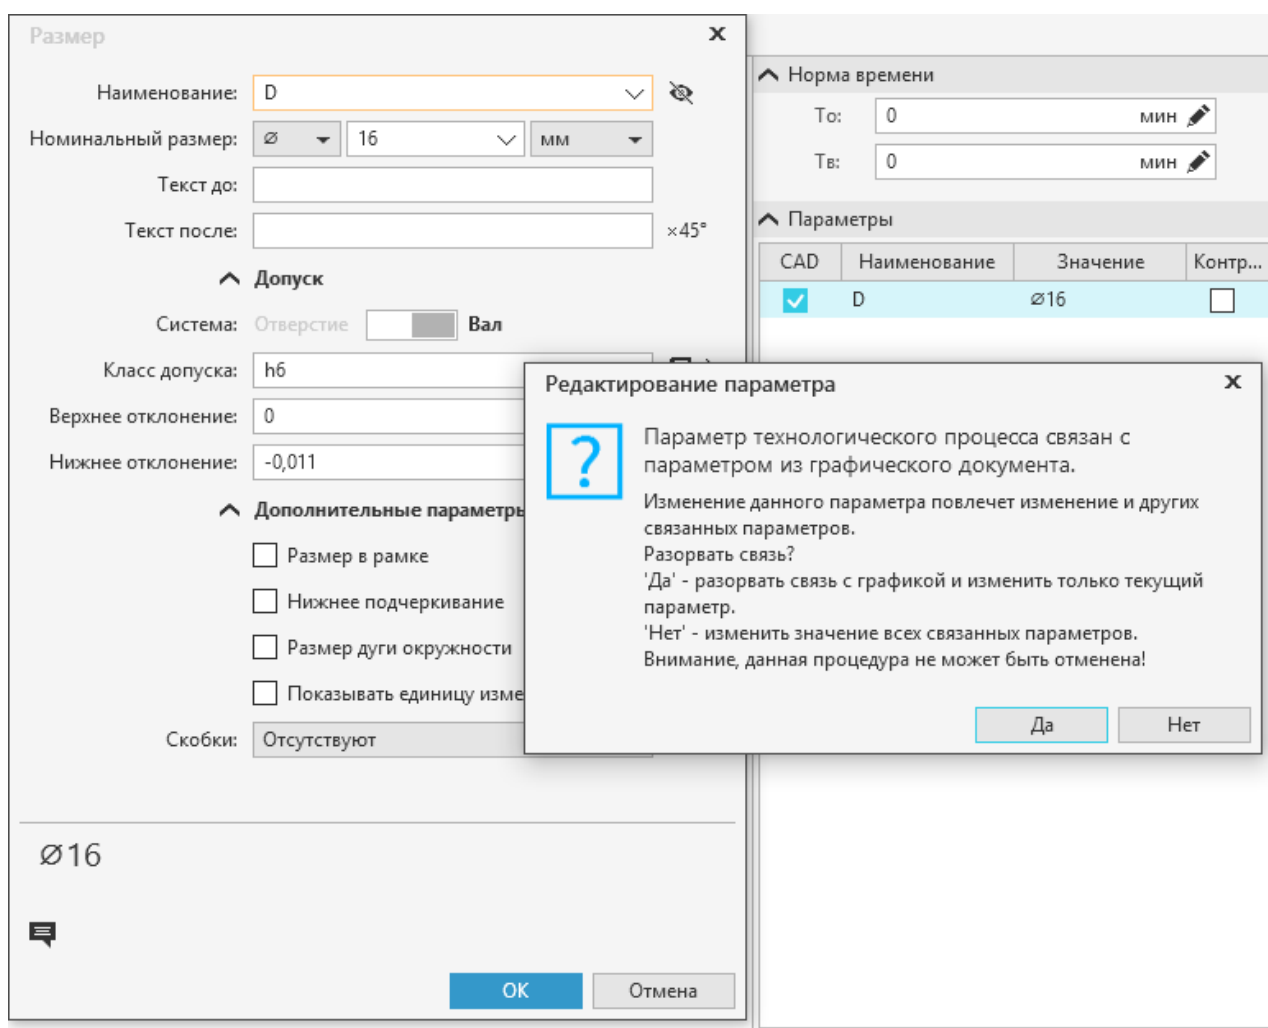 Размер
Наименование: D
Номинальный размер: ⌀ 16 мм
Текст до:
Текст после: ×45°
Допуск
Система: Отверстие Вал
Класс допуска: h6
Верхнее отклонение: 0
Нижнее отклонение: -0,011
Дополнительные параметры
Размер в рамке
Нижнее подчеркивание
Размер дуги окружности
Показывать единицу изме
Скобки: Отсутствуют
⌀16
OK Отмена
Норма времени
То: 0 мин
Тв: 0 мин
Параметры
CAD Наименование Значение Контр...
D ⌀16
Редактирование параметра
?
Параметр технологического процесса связан с
параметром из графического документа.
Изменение данного параметра повлечет изменение и других
связанных параметров.
Разорвать связь?
'Да' - разорвать связь с графикой и изменить только текущий
параметр.
'Нет' - изменить значение всех связанных параметров.
Внимание, данная процедура не может быть отменена!
Да Нет